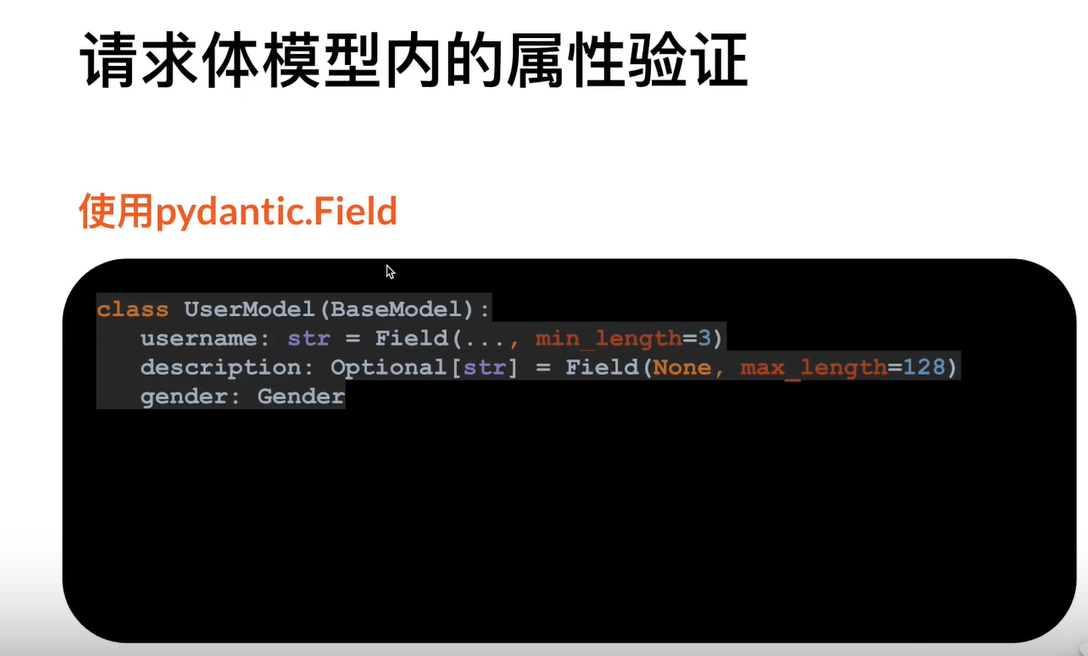 请求体模型内的属性验证
使用pydantic.Field
class UserModel(BaseModel):
username: str = Field(..., min_length=3)
description: Optional[str] = Field(None, max_length=128)
gender: Gender